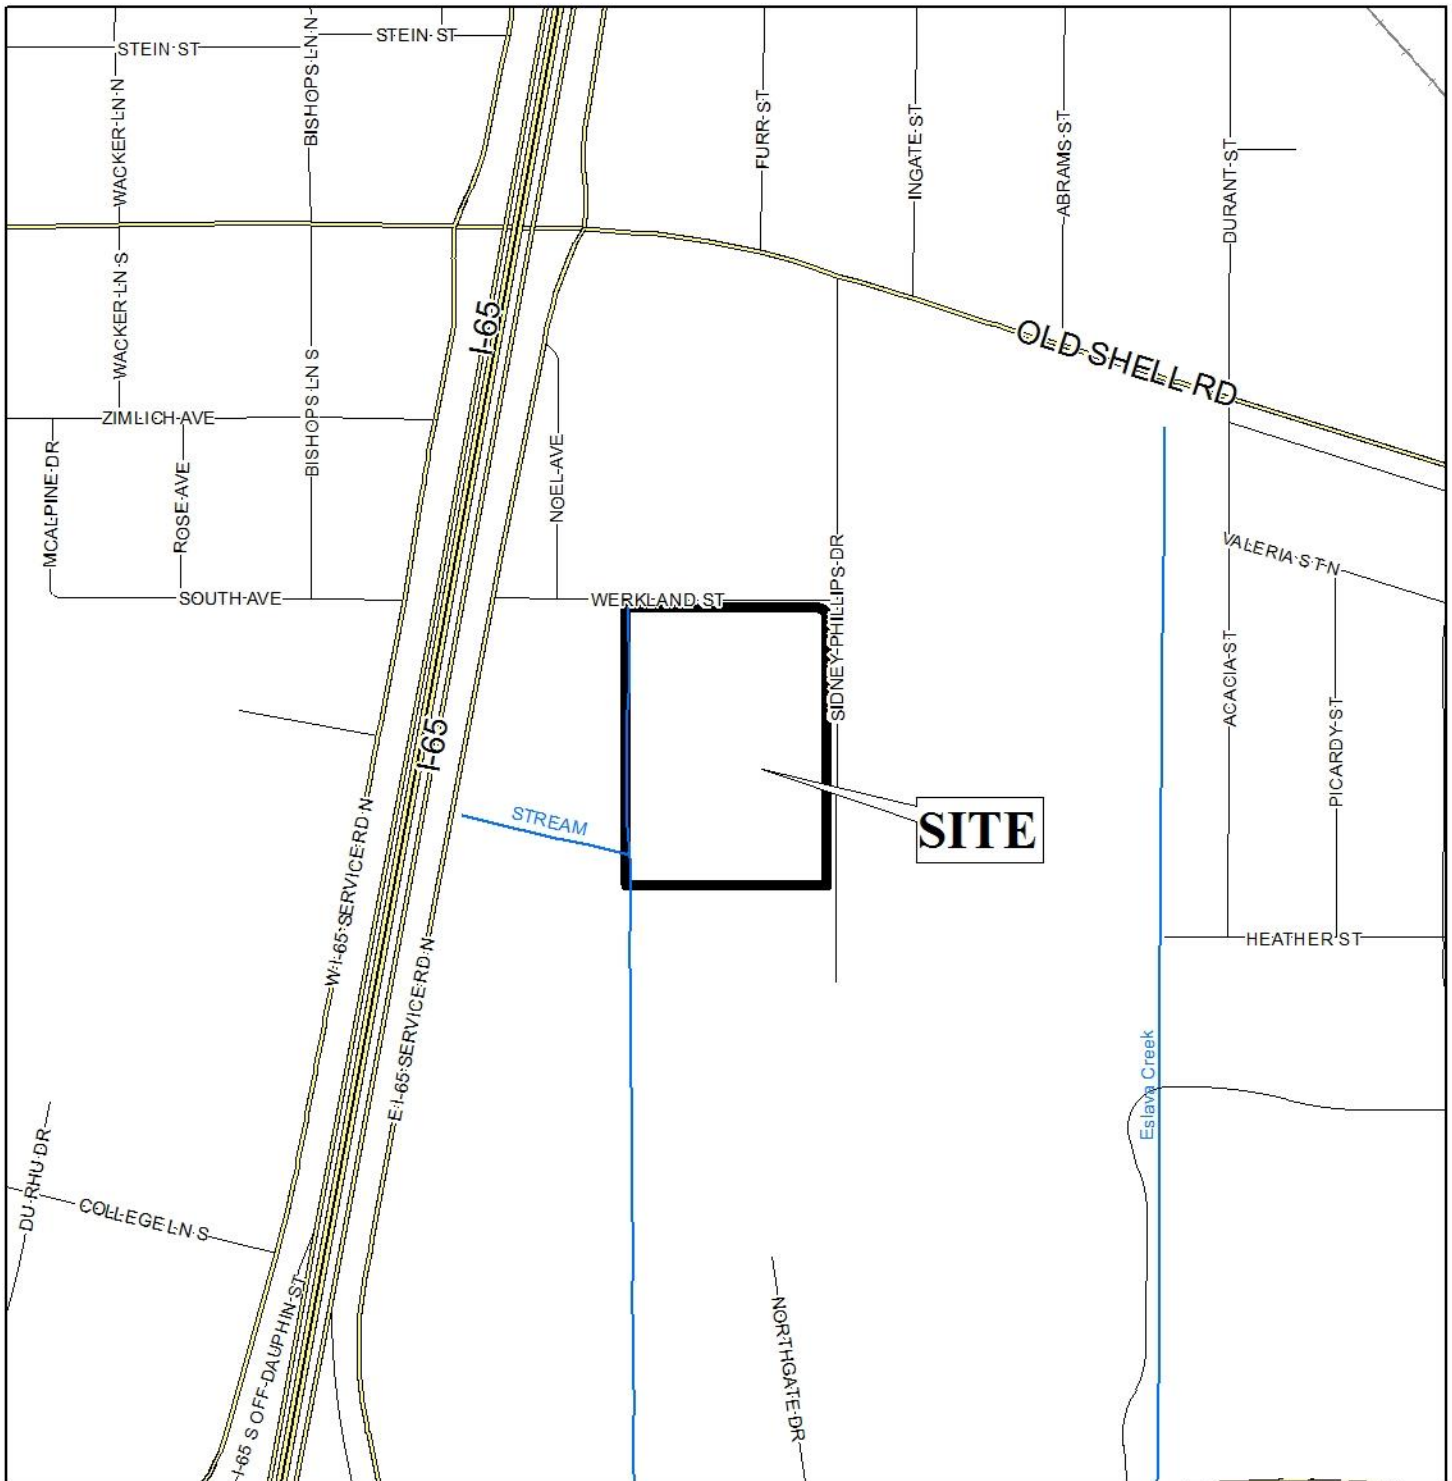 STEIN ST
STEIN ST
WACKER LN N
BISHOPS LN N
FURR ST
INGATE ST
ABRAMS ST
DURANT ST
WACKER LN S
I-65
OLD SHELL RD
BISHOPS LN S
ZIMLICH AVE
MCALPINE DR
ROSE AVE
NOEL AVE
VALERIA ST N
SOUTH AVE
WERKLAND ST
SIDNEY PHILLIPS DR
ACACIA ST
PICARDY ST
I-65
STREAM
SITE
W I-65 SERVICE RD N
E I-65 SERVICE RD N
HEATHER ST
Eslava Creek
DU RHU DR
COLLEGE LN S
I-65 S OFF DAUPHIN ST
NORTHGATE DR